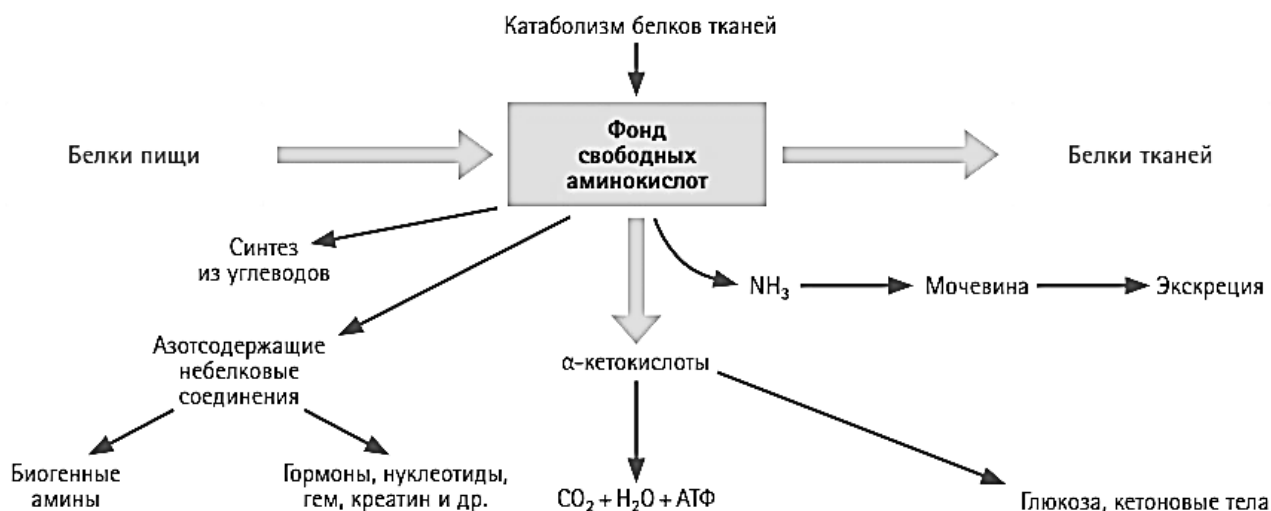 Катаболизм белков тканей
Белки пищи
Фонд
свободных
аминокислот
Белки тканей
Синтез
из углеводов
NH₃
Мочевина
Экскреция
Азотсодержащие
небелковые
соединения
α-кетокислоты
Биогенные
амины
Гормоны, нуклеотиды,
гем, креатин и др.
CO₂ + H₂O + АТФ
Глюкоза, кетоновые тела